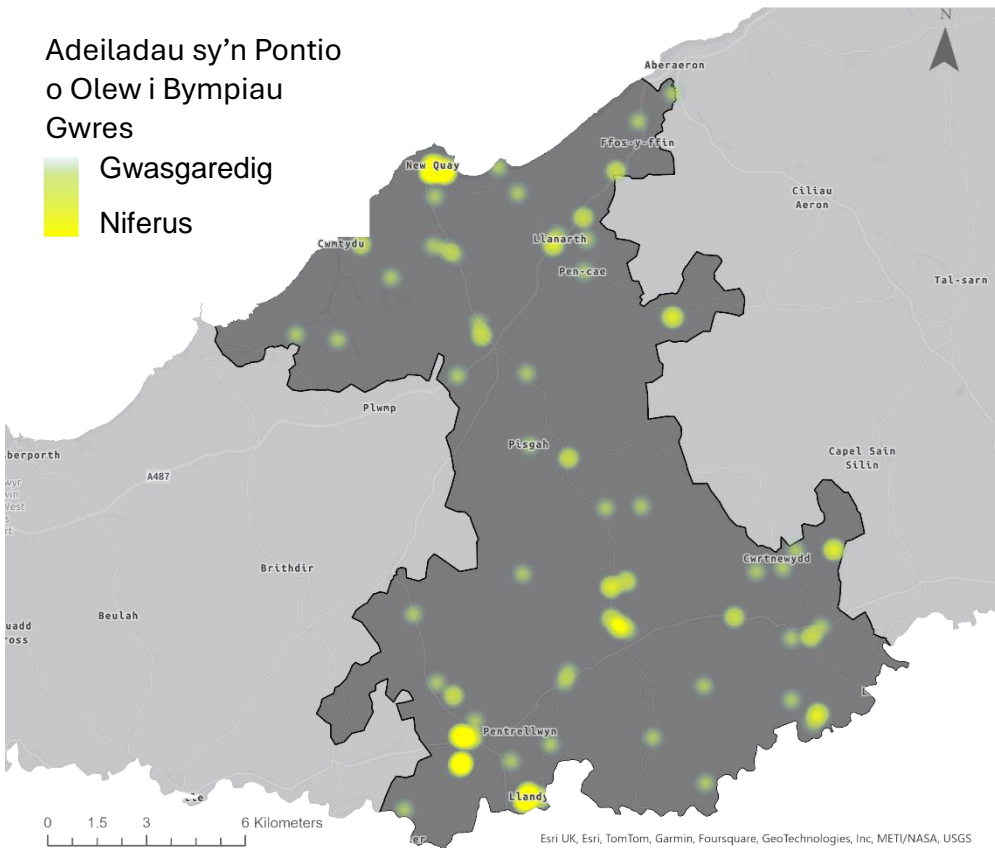 Adeiladau sy'n Pontio
o Olew i Bympiau
Gwres
Gwasgaredig
Niferus
N
Aberaeron
Ffos-y-ffin
New Quay
Ciliau
Aeron
Cwmtydu
Llanarth
Pen-cae
Tal-sarn
Plwmp
Pisgah
Capel Sain
Silin
A487
Brithdir
Cwrtnewydd
Beulah
Pentrellwyn
0 1.5 3 6 Kilometers
Esri UK, Esri, TomTom, Garmin, Foursquare, GeoTechnologies, Inc, METI/NASA, USGS